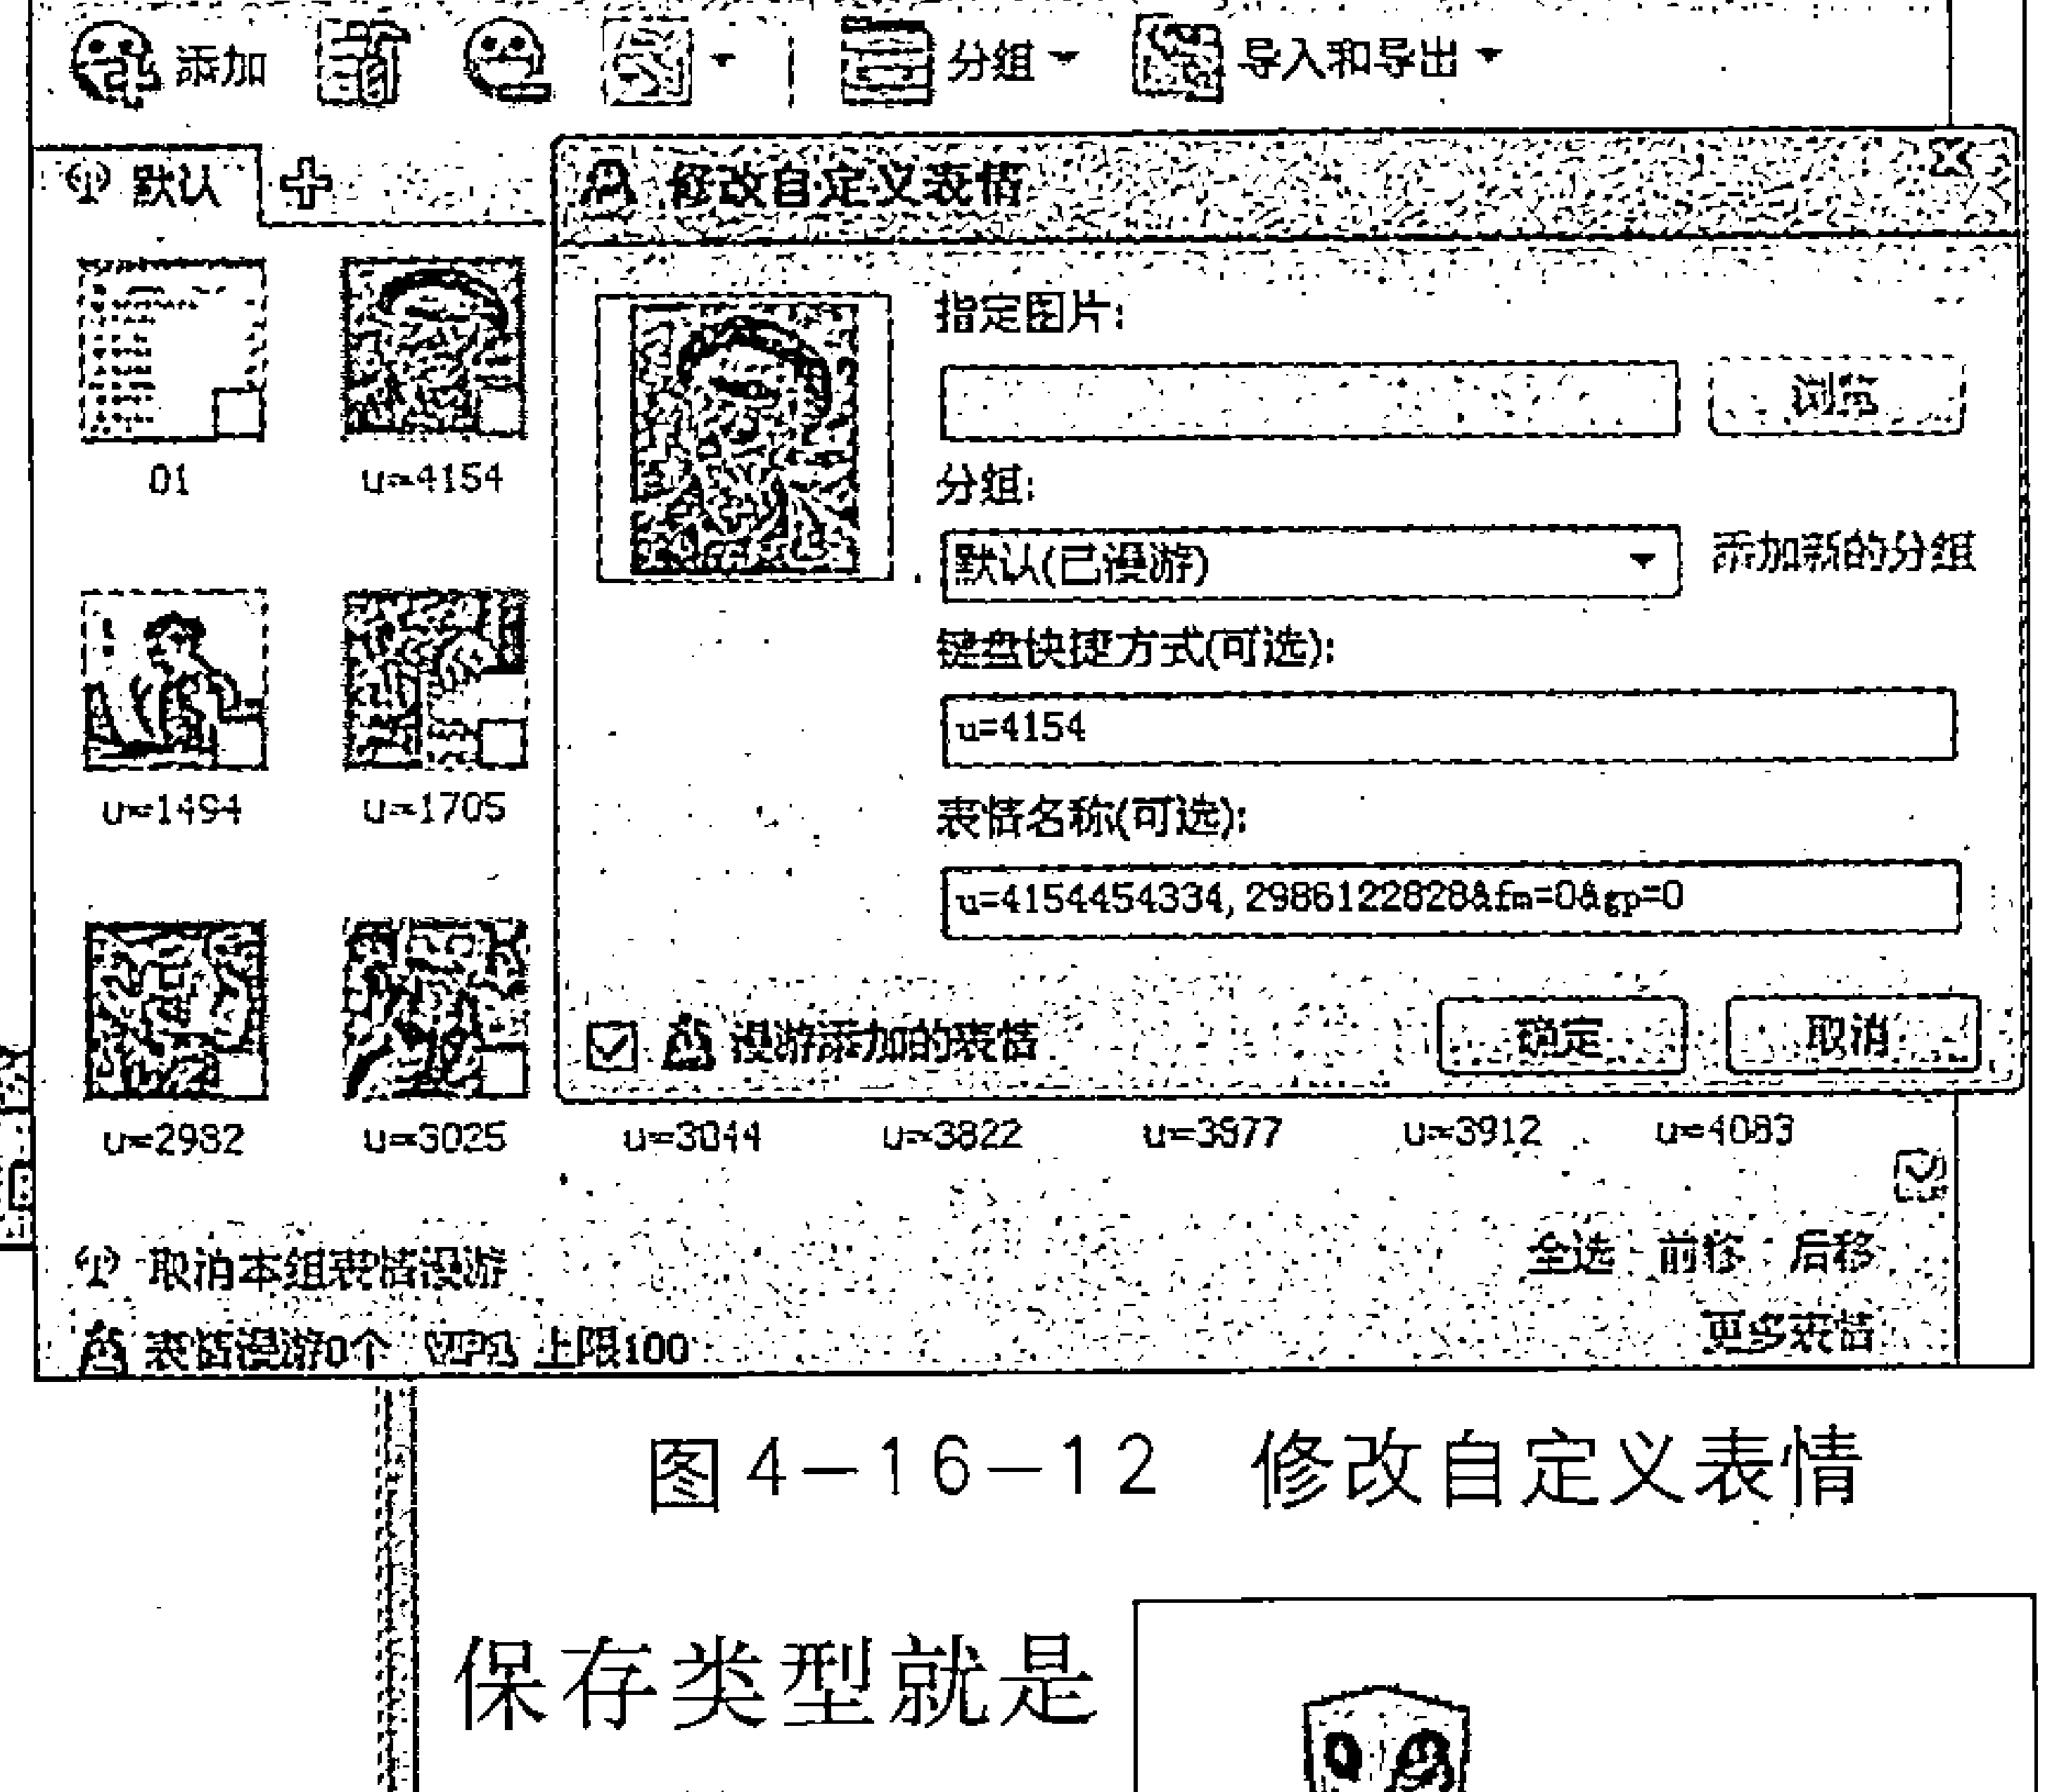 添加 分组 导入和导出
默认
修改自定义表情
指定图片:
浏览
01 u=4154
分组:
默认(已漫游) 添加新的分组
键盘快捷方式(可选):
u=4154
u=1494 u=1705
表情名称(可选):
u=4154454334, 2986122828&fm=0&gp=0
漫游添加的表情 确定 取消
u=2982 u=3025 u=3044 u=3822 u=3877 u=3912 u=4083
取消本组表情漫游 全选 前移 后移
表情漫游0个 VIP1 上限100 更多表情
图4-16-12 修改自定义表情
保存类型就是